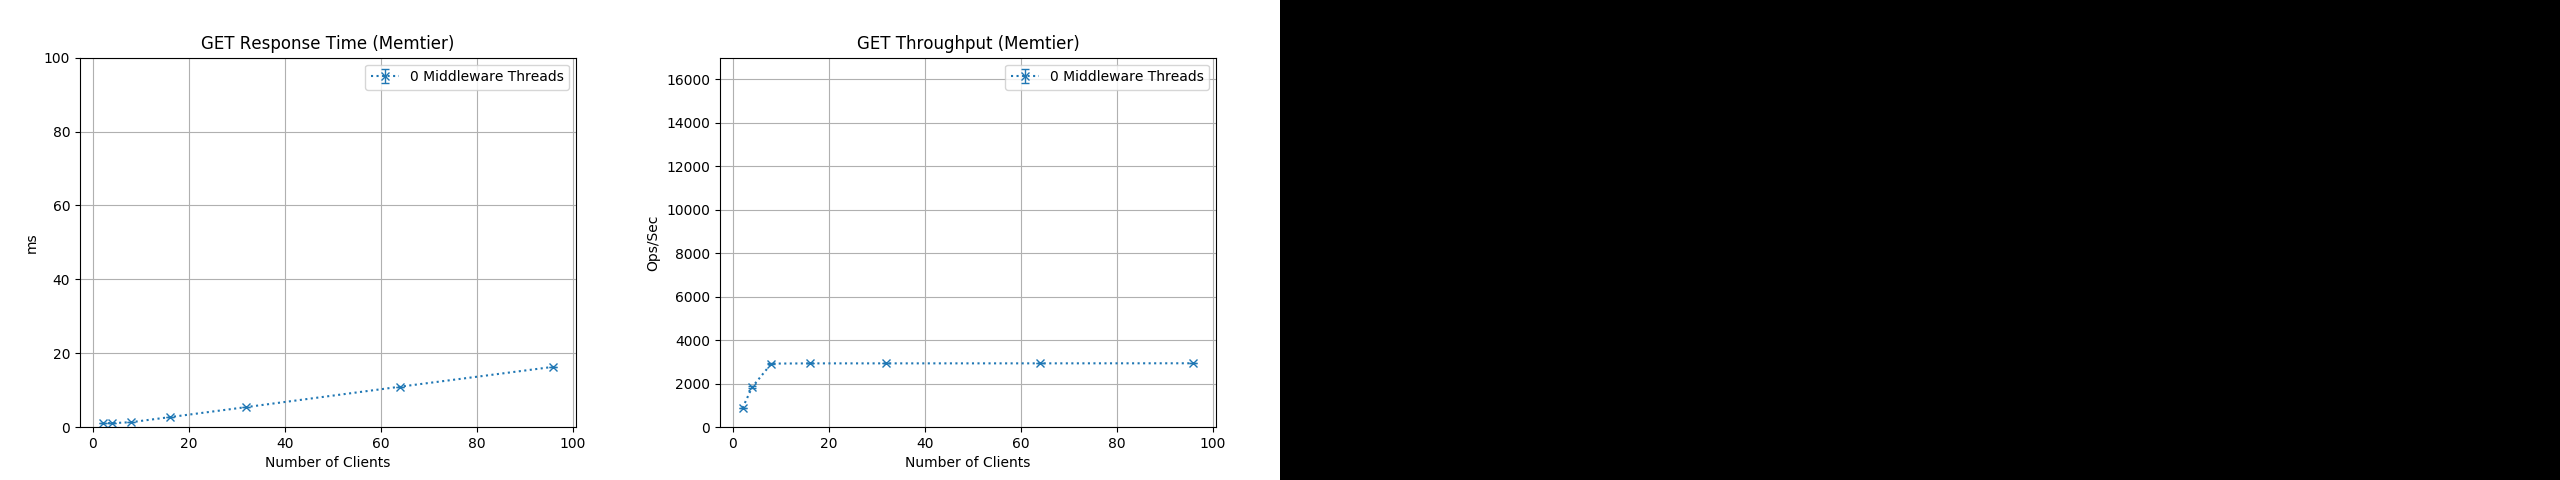 GET Response Time (Memtier)
0 Middleware Threads
100
80
60
40
20
0
ms
0 20 40 60 80 100
Number of Clients
GET Throughput (Memtier)
0 Middleware Threads
16000
14000
12000
10000
8000
6000
4000
2000
0
Ops/Sec
0 20 40 60 80 100
Number of Clients